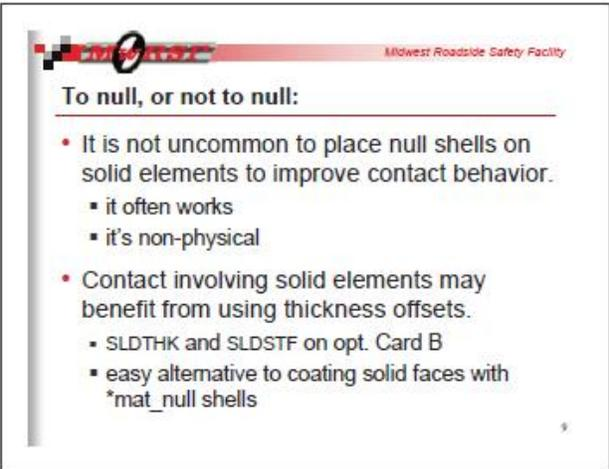 MwRSF
Midwest Roadside Safety Facility
To null, or not to null:
• It is not uncommon to place null shells on
solid elements to improve contact behavior.
▪ it often works
▪ it's non-physical
• Contact involving solid elements may
benefit from using thickness offsets.
▪ SLDTHK and SLDSTF on opt. Card B
▪ easy alternative to coating solid faces with
*mat_null shells
9